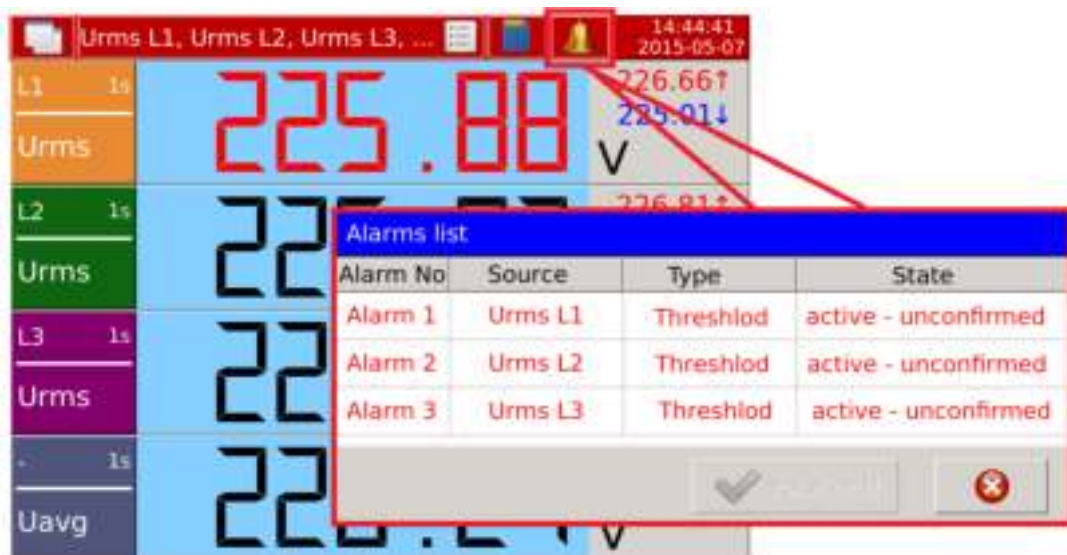 Urms L1, Urms L2, Urms L3, ...
14:44:41
2015-05-07
L1 1s
Urms
225.88
226.66↑
225.01↓
V
L2 1s
Urms
226.81↑
L3 1s
Urms
- 1s
Uavg
V
Alarms list
Alarm No Source Type State
Alarm 1 Urms L1 Threshlod active - unconfirmed
Alarm 2 Urms L2 Threshlod active - unconfirmed
Alarm 3 Urms L3 Threshlod active - unconfirmed